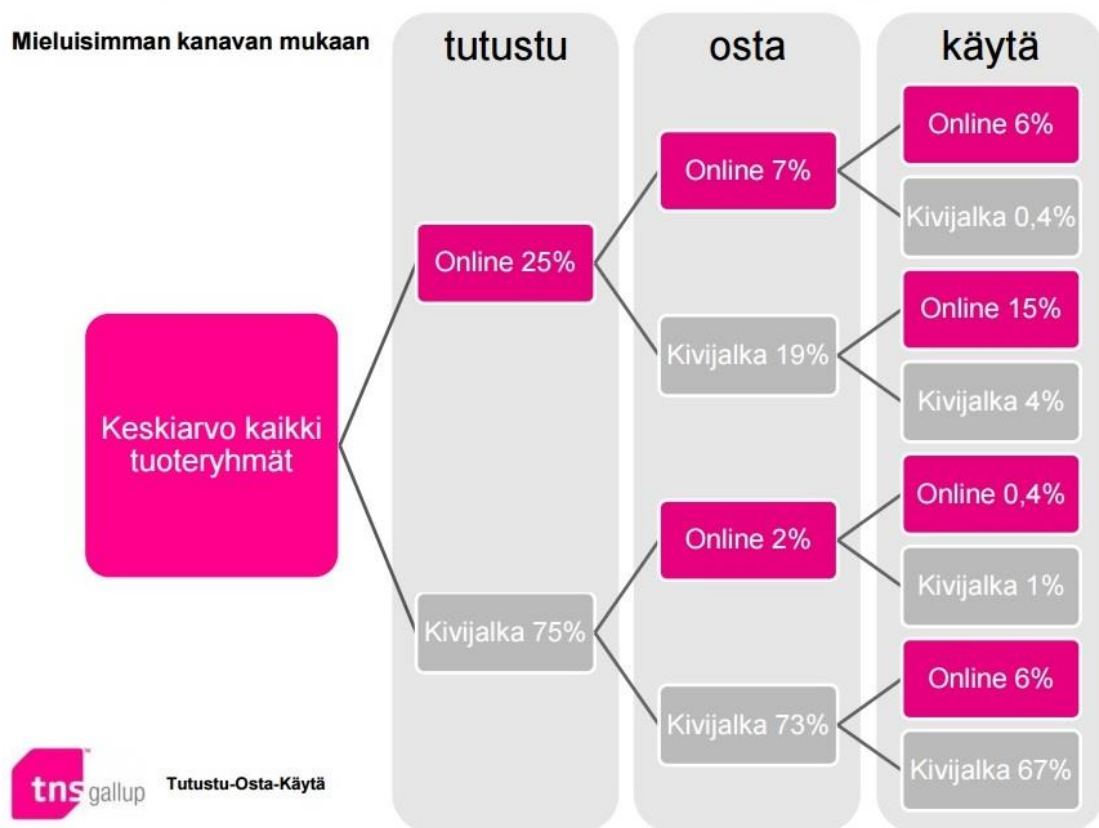 Mieluisimman kanavan mukaan
tutustu
osta
käytä
Online 6%
Online 7%
Kivijalka 0,4%
Online 25%
Online 15%
Kivijalka 19%
Kivijalka 4%
Keskiarvo kaikki
tuoteryhmät
Online 0,4%
Online 2%
Kivijalka 1%
Kivijalka 75%
Online 6%
Kivijalka 73%
Kivijalka 67%
tns gallup
Tutustu-Osta-Käytä